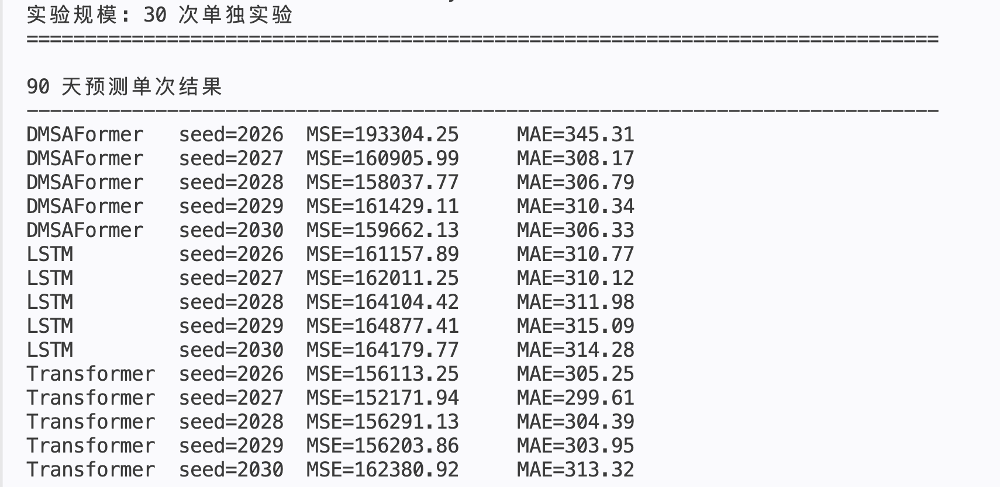 实验规模: 30 次单独实验
==============================================================================
90 天预测单次结果
------------------------------------------------------------------------------
DMSAFormer   seed=2026  MSE=193304.25     MAE=345.31
DMSAFormer   seed=2027  MSE=160905.99     MAE=308.17
DMSAFormer   seed=2028  MSE=158037.77     MAE=306.79
DMSAFormer   seed=2029  MSE=161429.11     MAE=310.34
DMSAFormer   seed=2030  MSE=159662.13     MAE=306.33
LSTM         seed=2026  MSE=161157.89     MAE=310.77
LSTM         seed=2027  MSE=162011.25     MAE=310.12
LSTM         seed=2028  MSE=164104.42     MAE=311.98
LSTM         seed=2029  MSE=164877.41     MAE=315.09
LSTM         seed=2030  MSE=164179.77     MAE=314.28
Transformer  seed=2026  MSE=156113.25     MAE=305.25
Transformer  seed=2027  MSE=152171.94     MAE=299.61
Transformer  seed=2028  MSE=156291.13     MAE=304.39
Transformer  seed=2029  MSE=156203.86     MAE=303.95
Transformer  seed=2030  MSE=162380.92     MAE=313.32